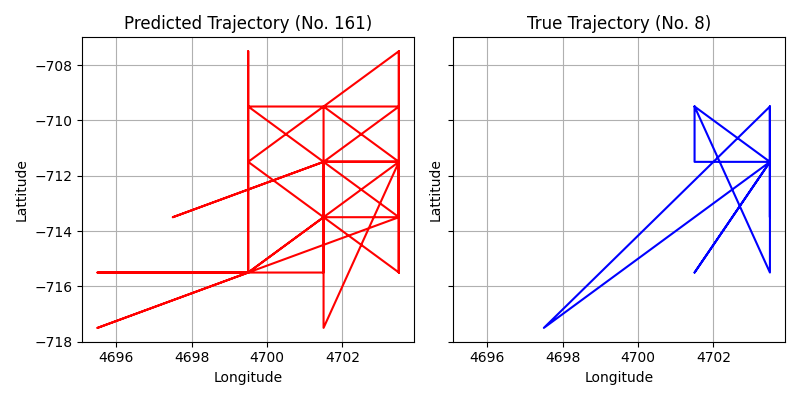 Predicted Trajectory (No. 161)
True Trajectory (No. 8)
−708
−710
−712
−714
−716
−718
Lattitude
Lattitude
4696 4698 4700 4702
4696 4698 4700 4702
Longitude
Longitude